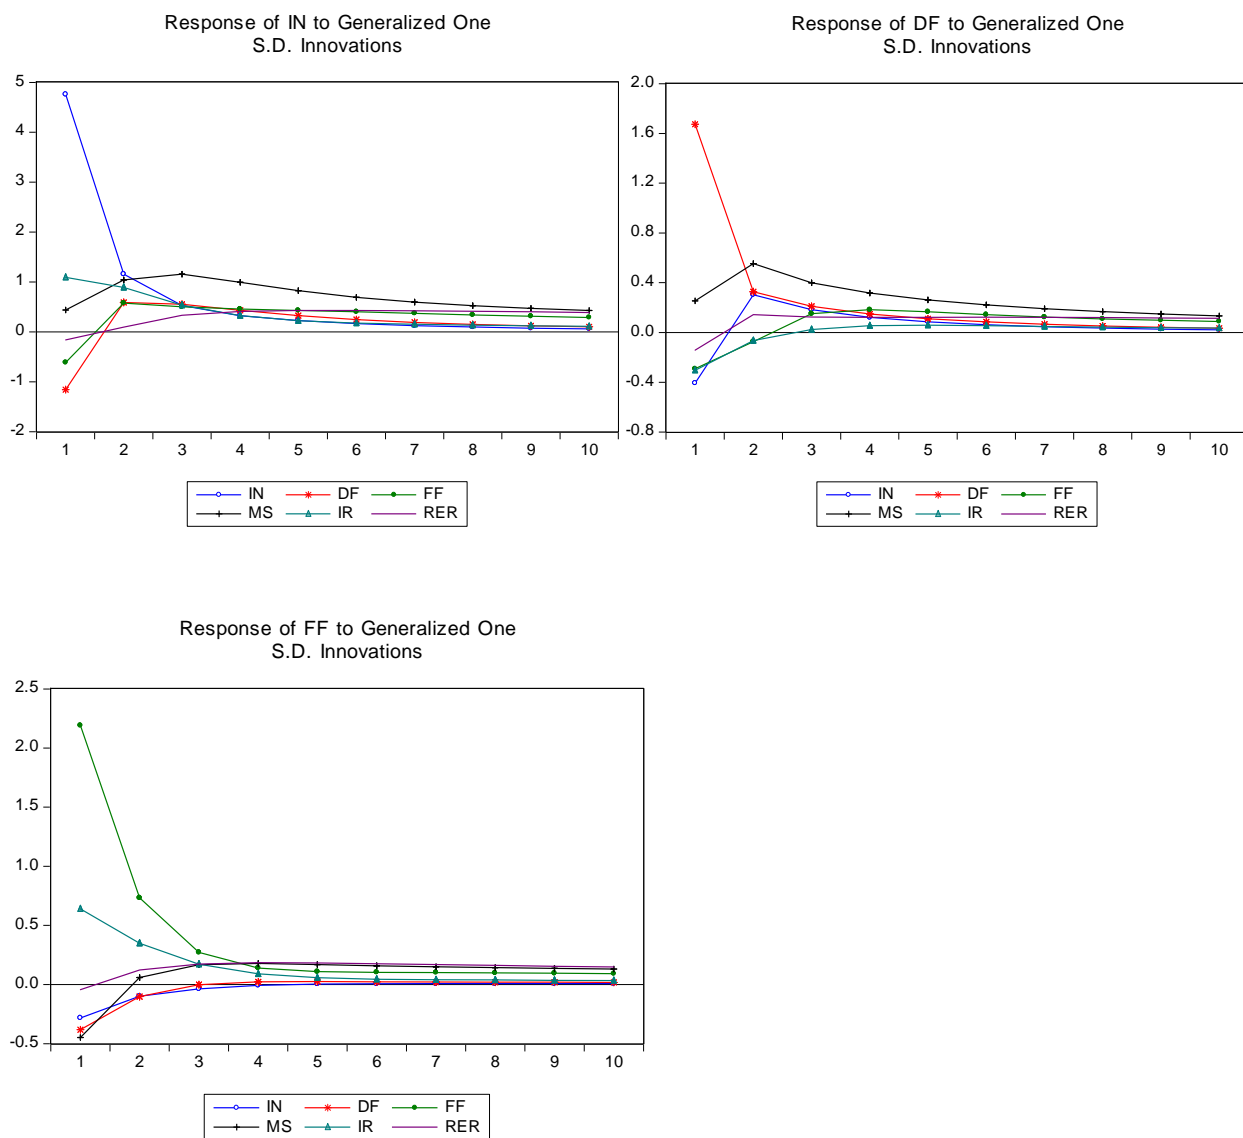 Response of IN to Generalized One
S.D. Innovations
5
4
3
2
1
0
-1
-2
1 2 3 4 5 6 7 8 9 10
IN DF FF
MS IR RER
Response of DF to Generalized One
S.D. Innovations
2.0
1.6
1.2
0.8
0.4
0.0
-0.4
-0.8
1 2 3 4 5 6 7 8 9 10
IN DF FF
MS IR RER
Response of FF to Generalized One
S.D. Innovations
2.5
2.0
1.5
1.0
0.5
0.0
-0.5
1 2 3 4 5 6 7 8 9 10
IN DF FF
MS IR RER